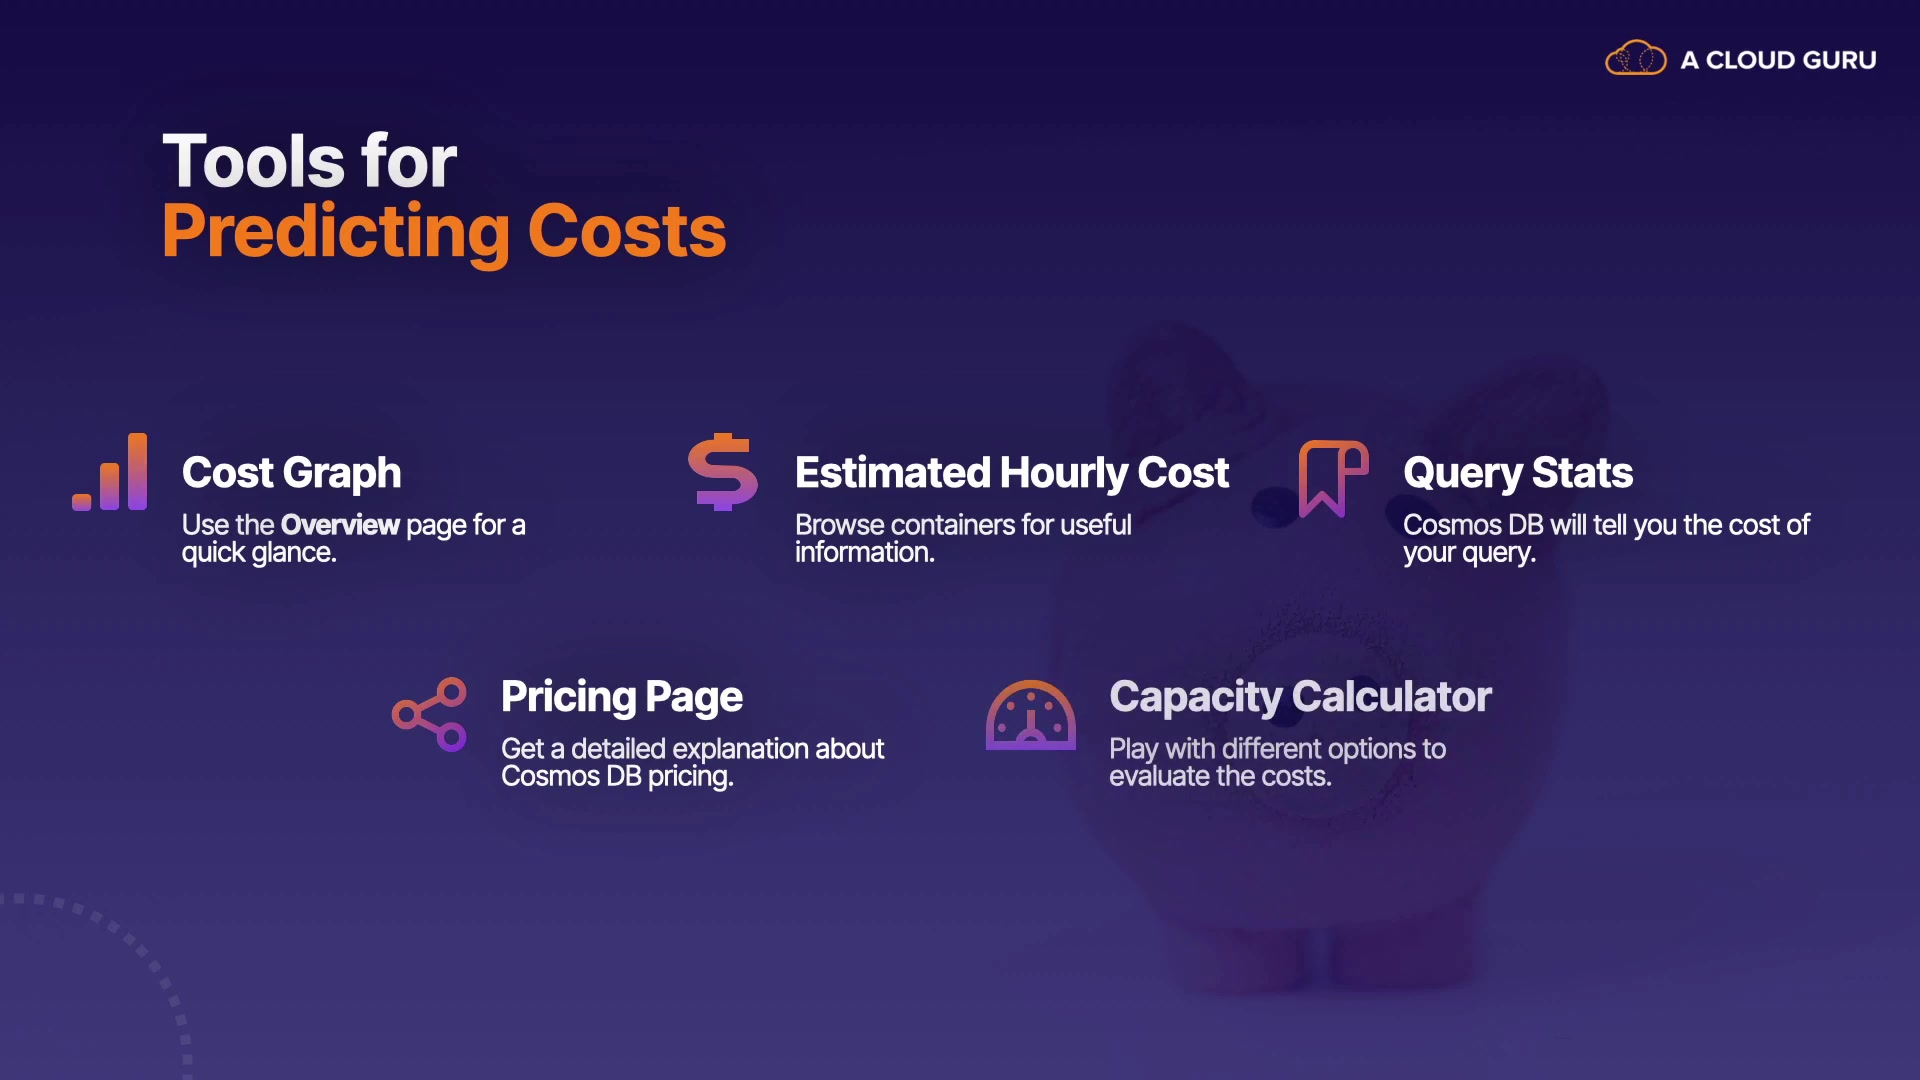 A CLOUD GURU
Tools for
Predicting Costs
Cost Graph
Use the Overview page for a
quick glance.
Estimated Hourly Cost
Browse containers for useful
information.
Query Stats
Cosmos DB will tell you the cost of
your query.
Pricing Page
Get a detailed explanation about
Cosmos DB pricing.
Capacity Calculator
Play with different options to
evaluate the costs.